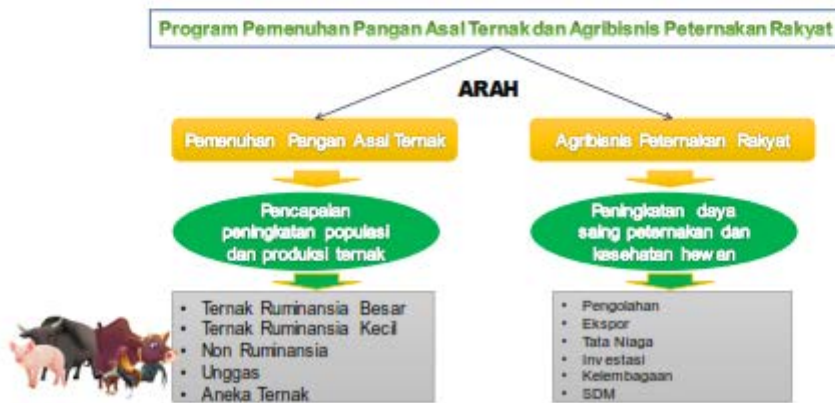 Program Pemenuhan Pangan Asal Ternak dan Agribisnis Peternakan Rakyat
ARAH
Pemenuhan Pangan Asal Ternak
Agribisnis Peternakan Rakyat
Pencapaian
peningkatan populasi
dan produksi ternak
Peningkatan daya
saing peternakan dan
kesehatan hewan
• Ternak Ruminansia Besar
• Ternak Ruminansia Kecil
• Non Ruminansia
• Unggas
• Aneka Ternak
• Pengolahan
• Ekspor
• Tata Niaga
• Investasi
• Kelembagaan
• SDM